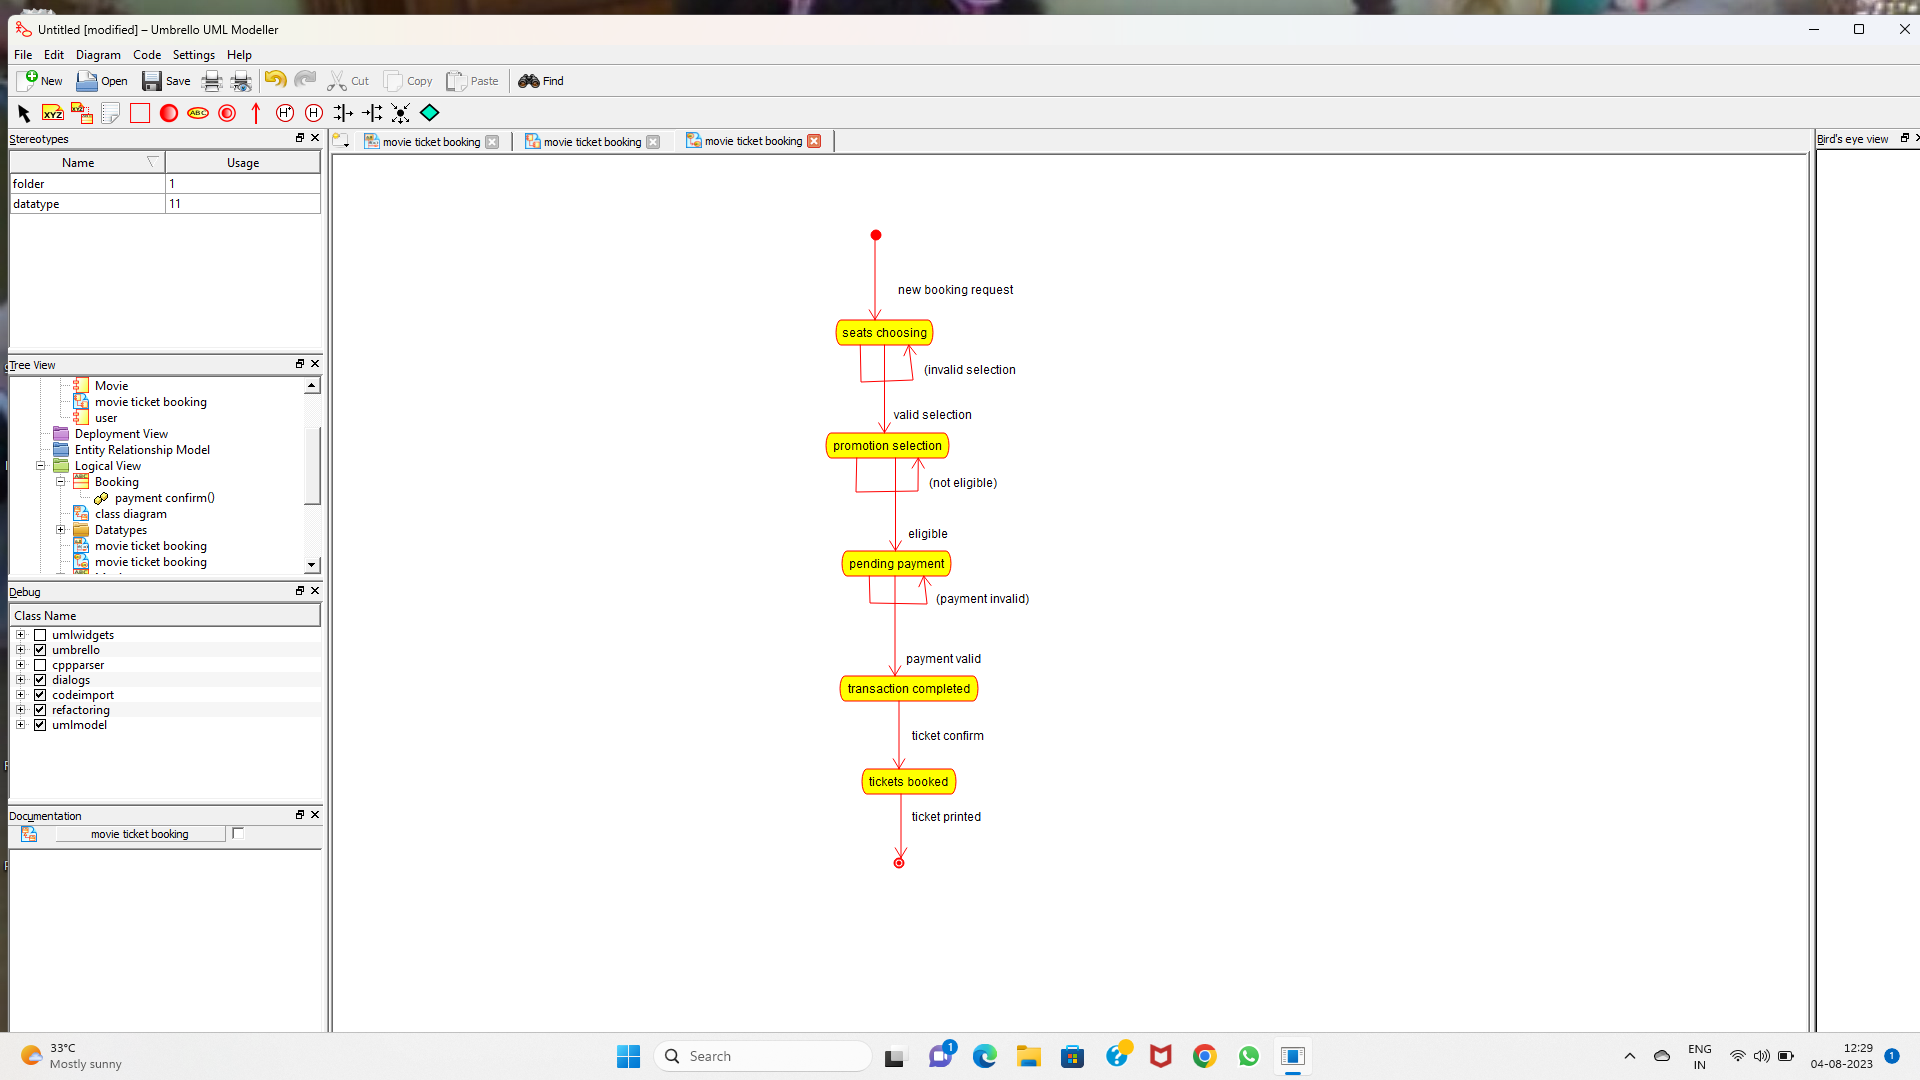 Untitled [modified] – Umbrello UML Modeller
File Edit Diagram Code Settings Help
New Open Save Cut Copy Paste Find
XYZ XYZ ABC H* H
Stereotypes
Name Usage
folder 1
datatype 11
Tree View
Movie
movie ticket booking
user
Deployment View
Entity Relationship Model
Logical View
Booking
payment confirm()
class diagram
Datatypes
movie ticket booking
movie ticket booking
Debug
Class Name
umlwidgets
umbrello
cppparser
dialogs
codeimport
refactoring
umlmodel
Documentation
movie ticket booking
movie ticket booking movie ticket booking movie ticket booking
new booking request
seats choosing
(invalid selection
valid selection
promotion selection
(not eligible)
eligible
pending payment
(payment invalid)
payment valid
transaction completed
ticket confirm
tickets booked
ticket printed
Bird's eye view
33°C
Mostly sunny
Search
1
ENG
IN
12:29
04-08-2023
1